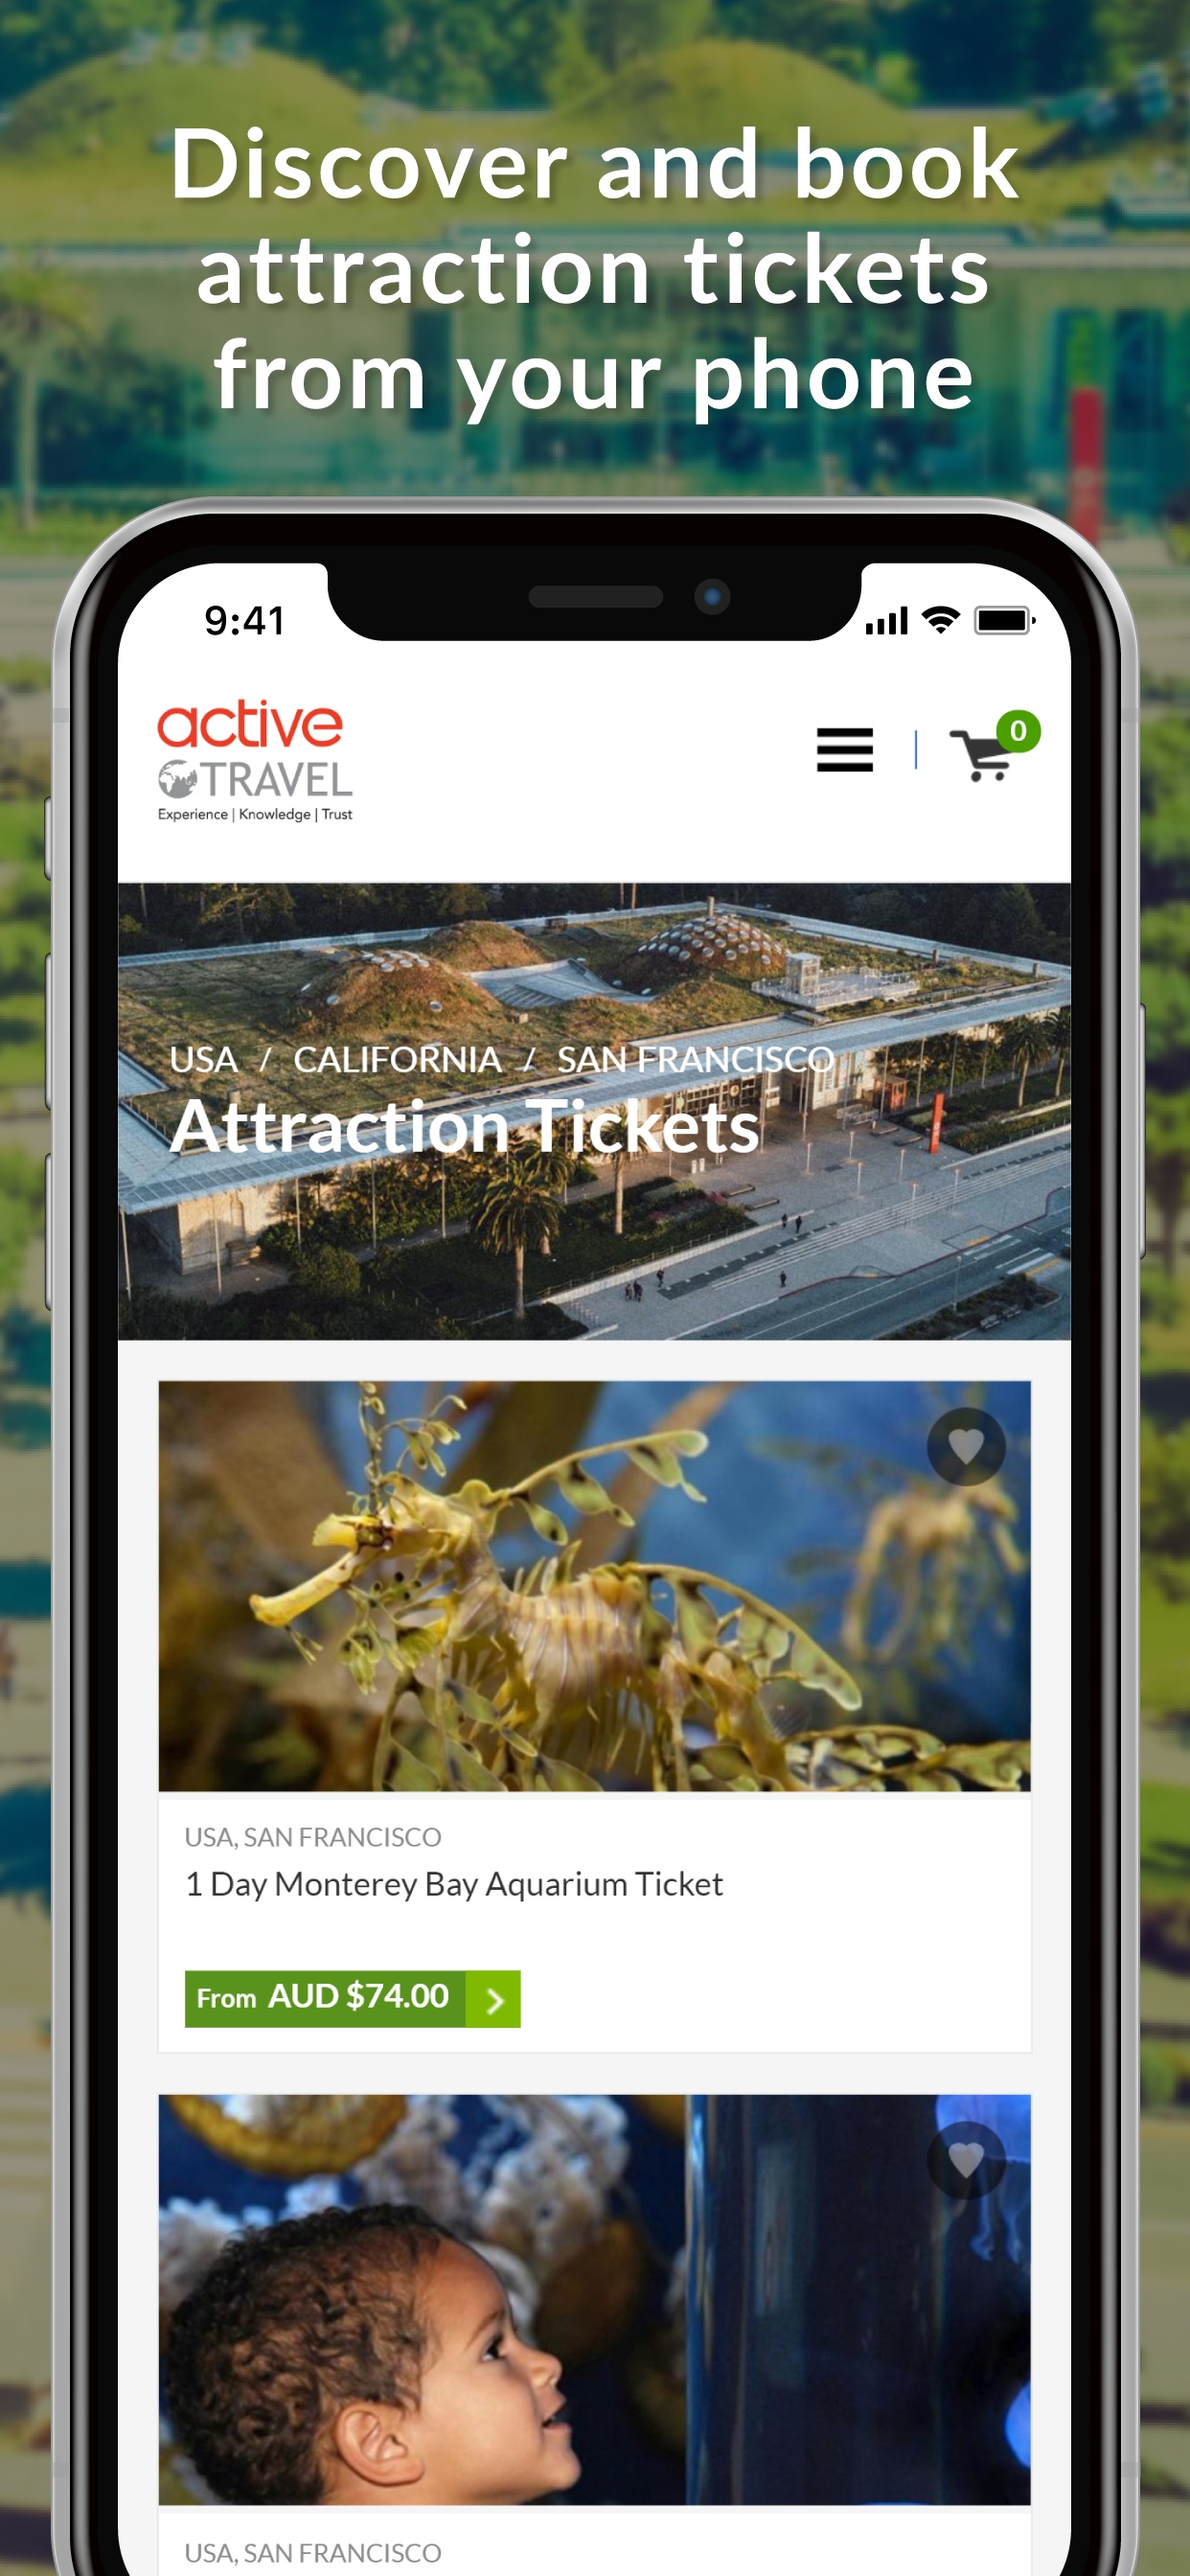 Discover and book
attraction tickets
from your phone
9:41
active
TRAVEL
Experience | Knowledge | Trust
0
USA / CALIFORNIA / SAN FRANCISCO
Attraction Tickets
USA, SAN FRANCISCO
1 Day Monterey Bay Aquarium Ticket
From AUD $74.00
USA, SAN FRANCISCO